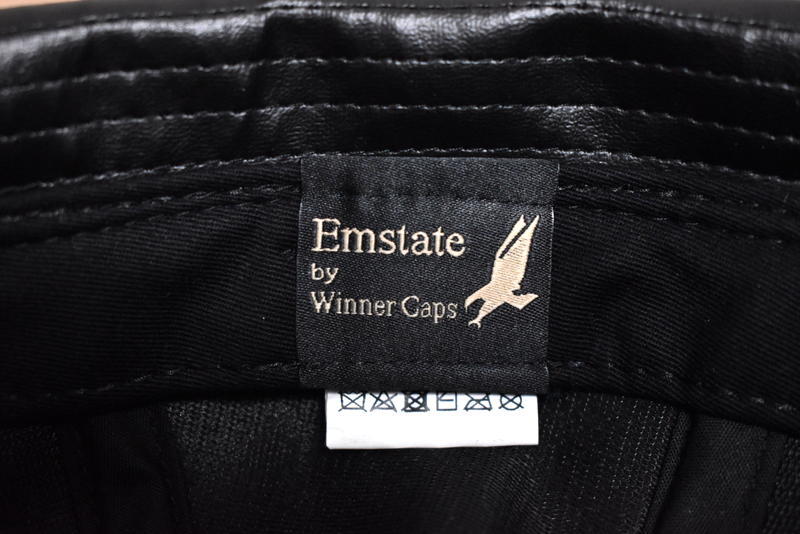 Emstate
by
Winner Caps